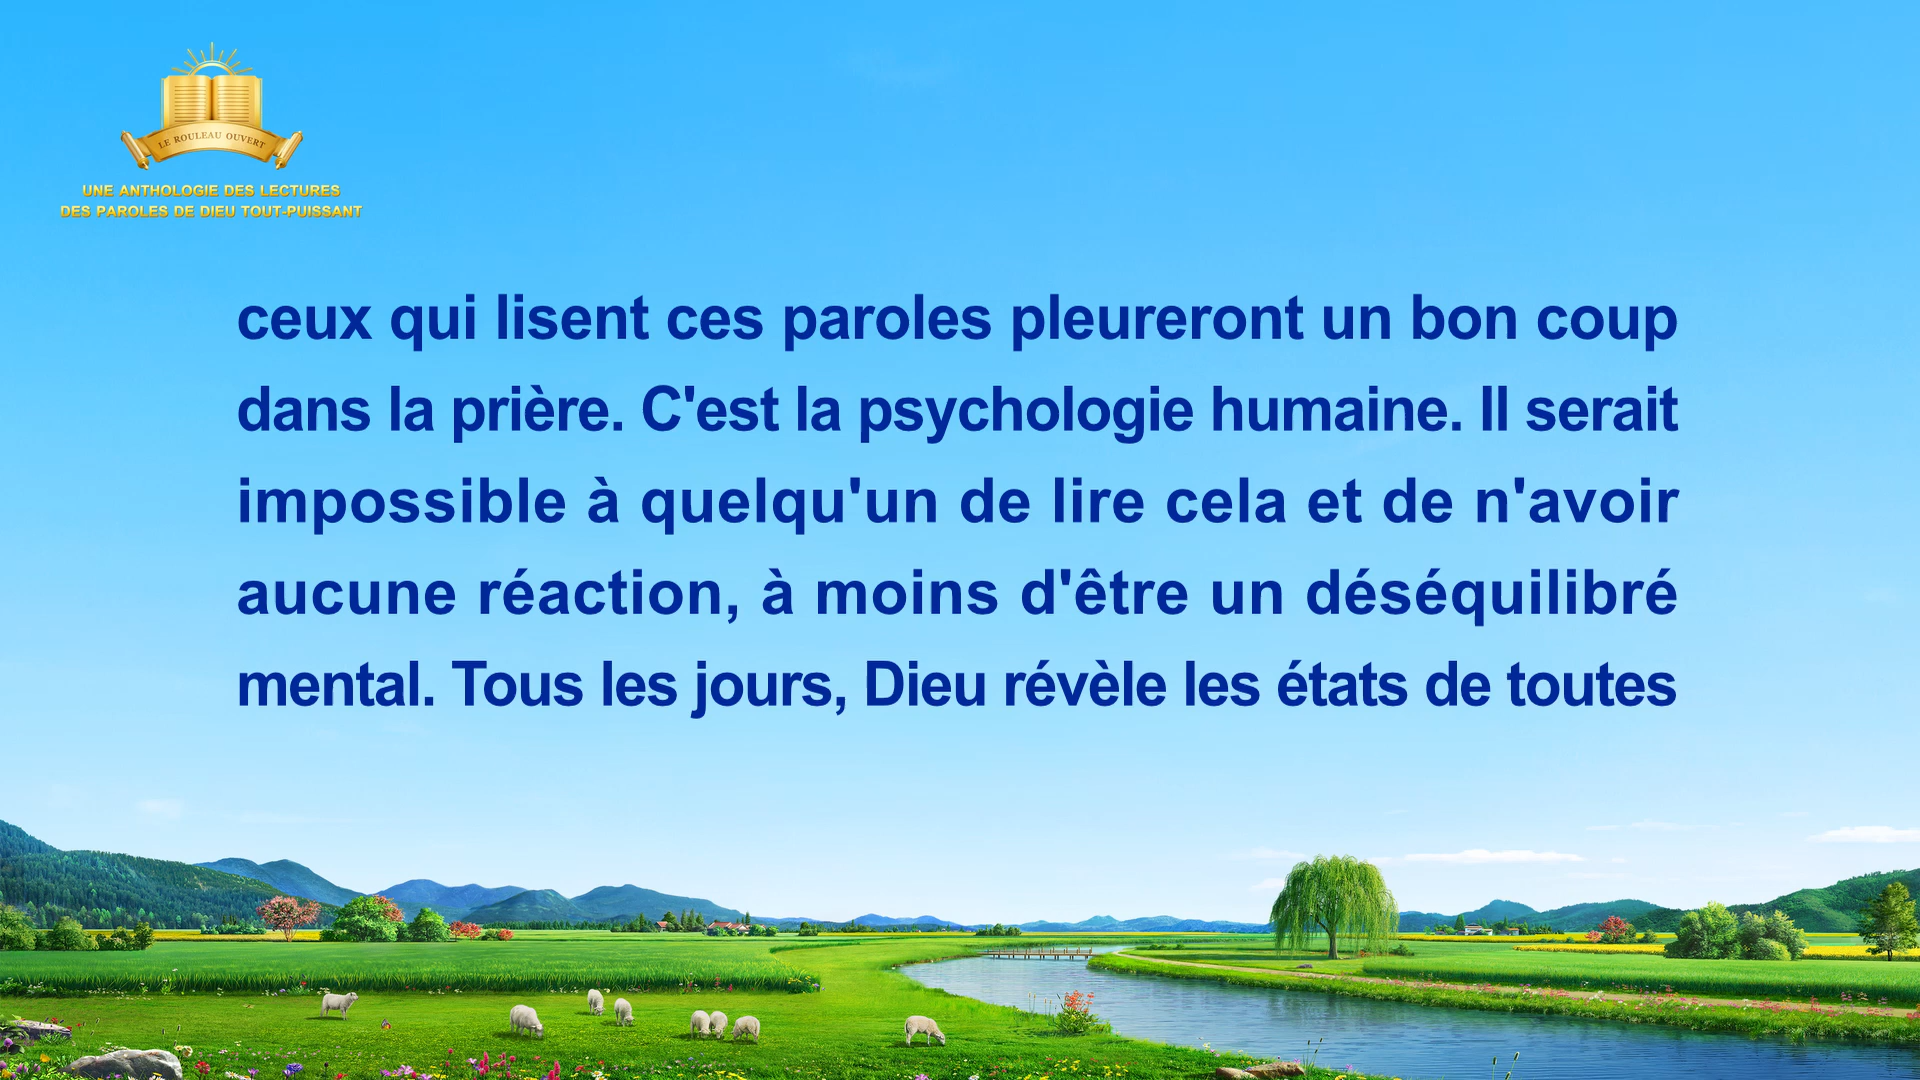 LE ROULEAU OUVERT
UNE ANTHOLOGIE DES LECTURES
DES PAROLES DE DIEU TOUT-PUISSANT
ceux qui lisent ces paroles pleureront un bon coup
dans la prière. C'est la psychologie humaine. Il serait
impossible à quelqu'un de lire cela et de n'avoir
aucune réaction, à moins d'être un déséquilibré
mental. Tous les jours, Dieu révèle les états de toutes